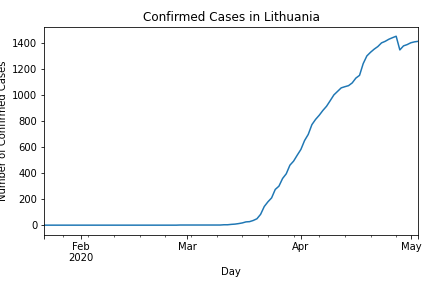 Confirmed Cases in Lithuania
Number of Confirmed Cases
1400
1200
1000
800
600
400
200
0
Feb
2020
Mar
Apr
May
Day